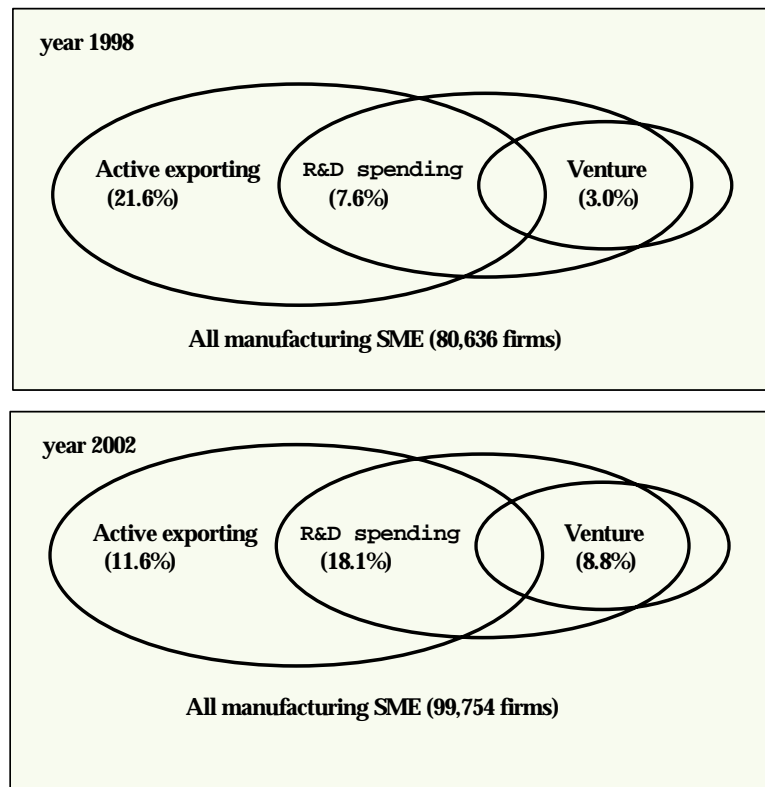 year 1998
Active exporting R&D spending Venture
(21.6%) (7.6%) (3.0%)
All manufacturing SME (80,636 firms)
year 2002
Active exporting R&D spending Venture
(11.6%) (18.1%) (8.8%)
All manufacturing SME (99,754 firms)